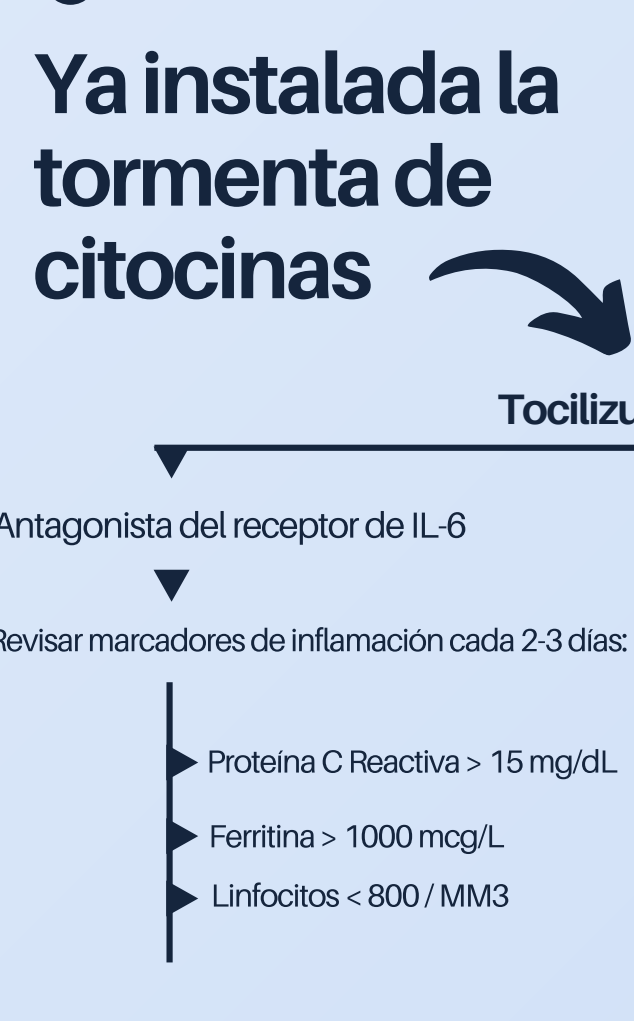 Ya instalada la
tormenta de
citocinas
Tocilizu
Antagonista del receptor de IL-6
Revisar marcadores de inflamación cada 2-3 días:
Proteína C Reactiva > 15 mg/dL
Ferritina > 1000 mcg/L
Linfocitos < 800 / MM3